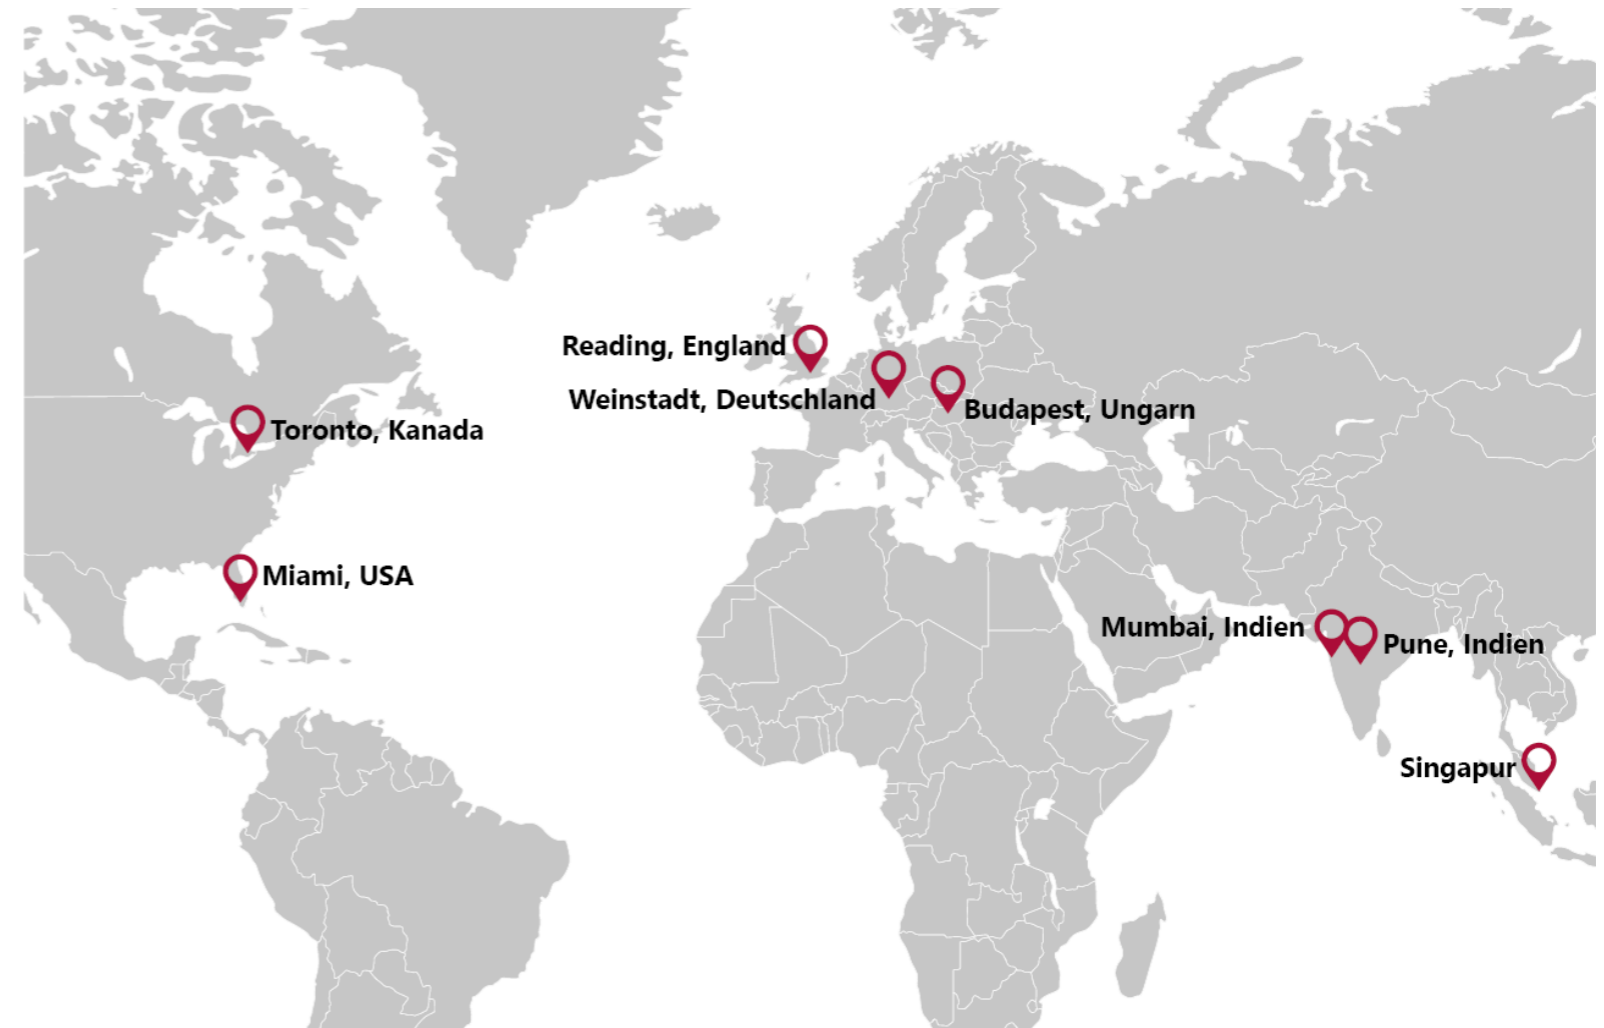 Reading, England
Weinstadt, Deutschland
Budapest, Ungarn
Toronto, Kanada
Miami, USA
Mumbai, Indien
Pune, Indien
Singapur